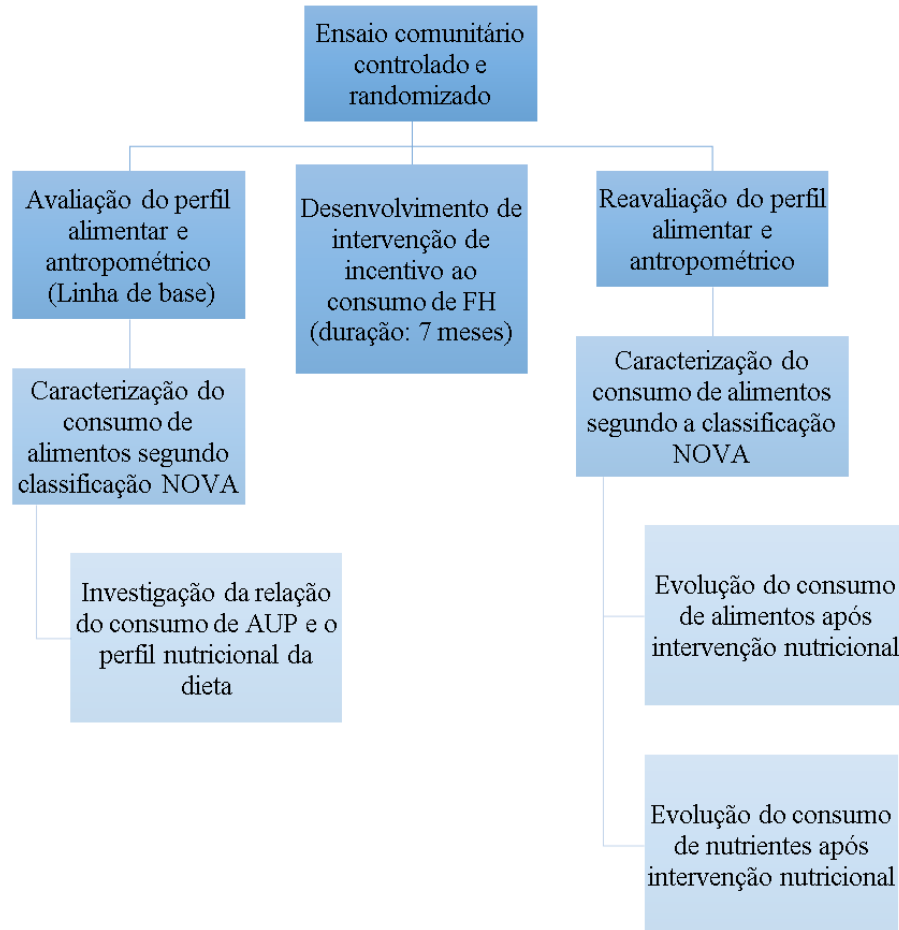 Ensaio comunitário
controlado e
randomizado
Avaliação do perfil
alimentar e
antropométrico
(Linha de base)
Desenvolvimento de
intervenção de
incentivo ao
consumo de FH
(duração: 7 meses)
Reavaliação do perfil
alimentar e
antropométrico
Caracterização do
consumo de
alimentos segundo
classificação NOVA
Caracterização do
consumo de alimentos
segundo a classificação
NOVA
Investigação da relação
do consumo de AUP e o
perfil nutricional da
dieta
Evolução do consumo
de alimentos após
intervenção nutricional
Evolução do consumo
de nutrientes após
intervenção nutricional